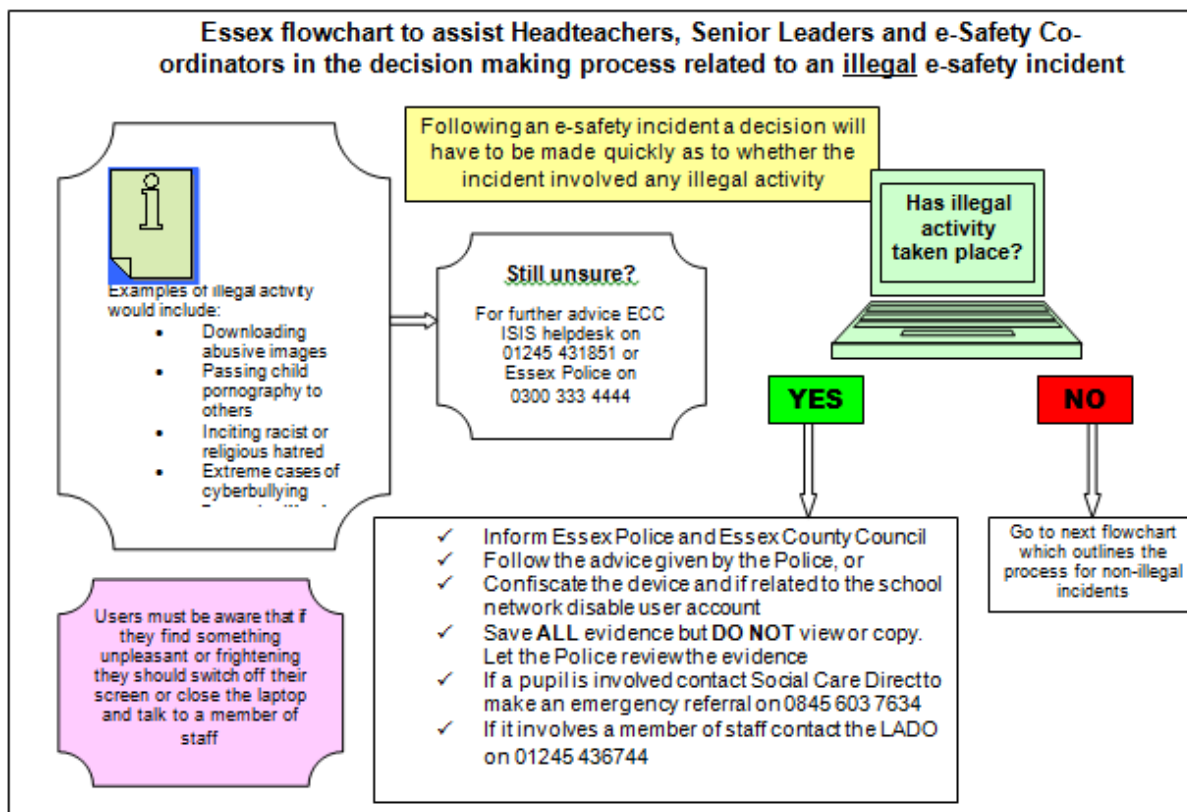 Essex flowchart to assist Headteachers, Senior Leaders and e-Safety Co-
ordinators in the decision making process related to an illegal e-safety incident
Following an e-safety incident a decision will
have to be made quickly as to whether the
incident involved any illegal activity
Has illegal
activity
taken place?
Examples of illegal activity
would include:
• Downloading
abusive images
• Passing child
pornography to
others
• Inciting racist or
religious hatred
• Extreme cases of
cyberbullying
Still unsure?
For further advice ECC
ISIS helpdesk on
01245 431851 or
Essex Police on
0300 333 4444
YES
NO
✓ Inform Essex Police and Essex County Council
✓ Follow the advice given by the Police, or
✓ Confiscate the device and if related to the school
network disable user account
✓ Save ALL evidence but DO NOT view or copy.
Let the Police review the evidence
✓ If a pupil is involved contact Social Care Direct to
make an emergency referral on 0845 603 7634
✓ If it involves a member of staff contact the LADO
on 01245 436744
Go to next flowchart
which outlines the
process for non-illegal
incidents
Users must be aware that if
they find something
unpleasant or frightening
they should switch off their
screen or close the laptop
and talk to a member of
staff